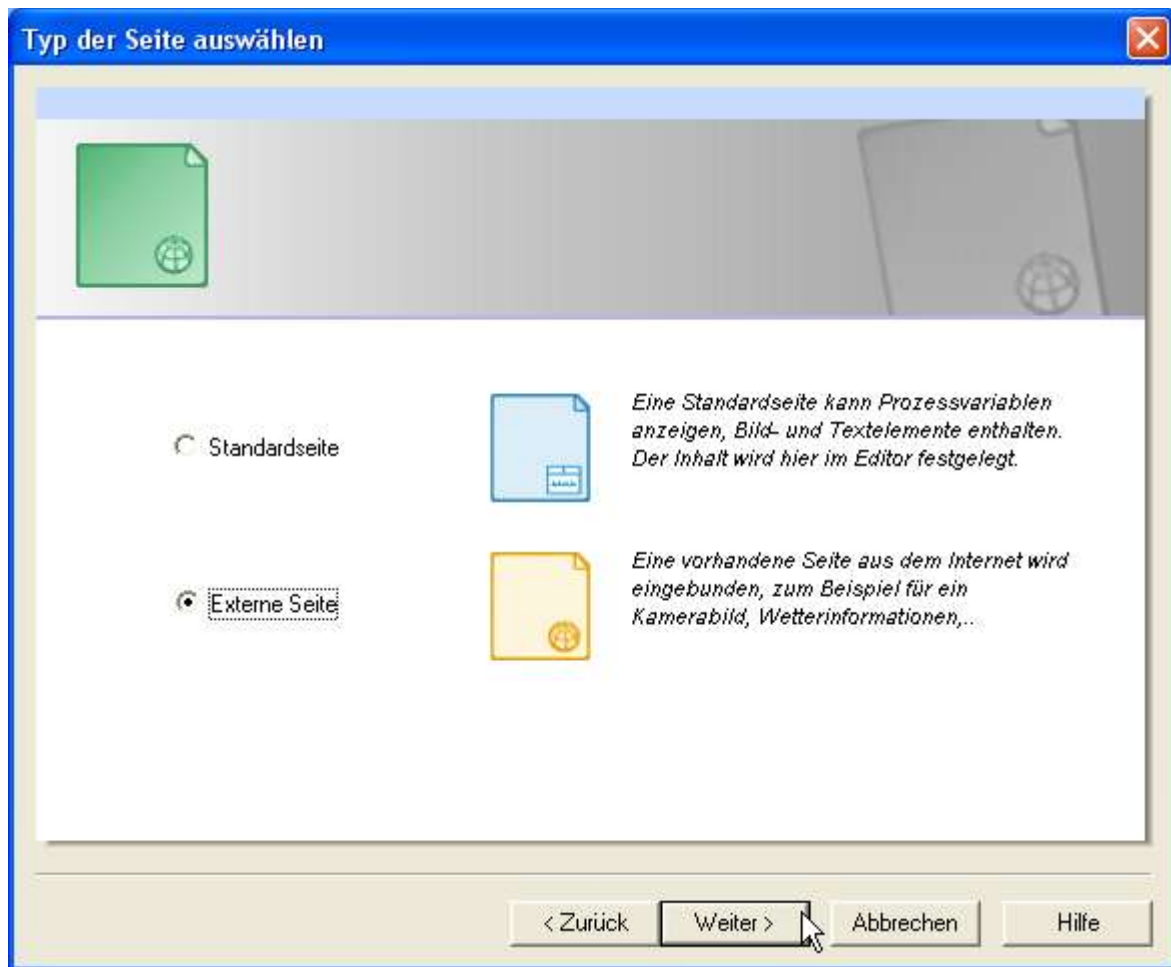 Typ der Seite auswählen
Standardseite
Eine Standardseite kann Prozessvariablen
anzeigen, Bild- und Textelemente enthalten.
Der Inhalt wird hier im Editor festgelegt.
Externe Seite
Eine vorhandene Seite aus dem Internet wird
eingebunden, zum Beispiel für ein
Kamerabild, Wetterinformationen,..
< Zurück
Weiter >
Abbrechen
Hilfe